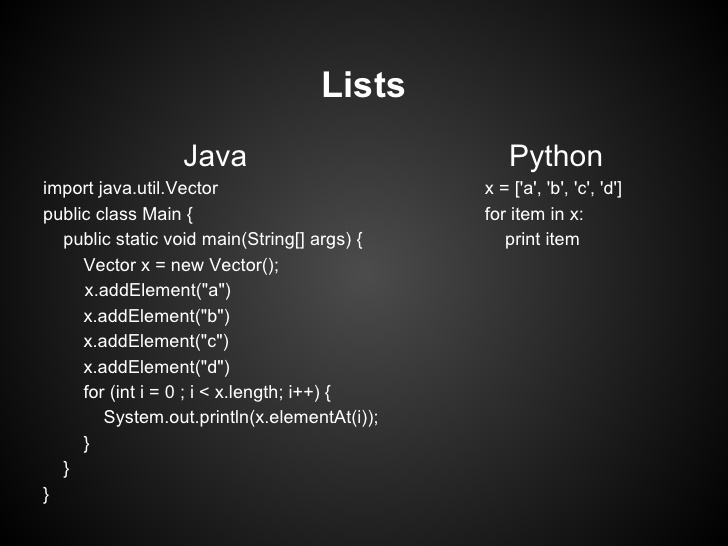 Lists
Java
import java.util.Vector
public class Main {
public static void main(String[] args) {
Vector x = new Vector();
x.addElement("a")
x.addElement("b")
x.addElement("c")
x.addElement("d")
for (int i = 0 ; i < x.length; i++) {
System.out.println(x.elementAt(i));
}
}
}
Python
x = ['a', 'b', 'c', 'd']
for item in x:
print item